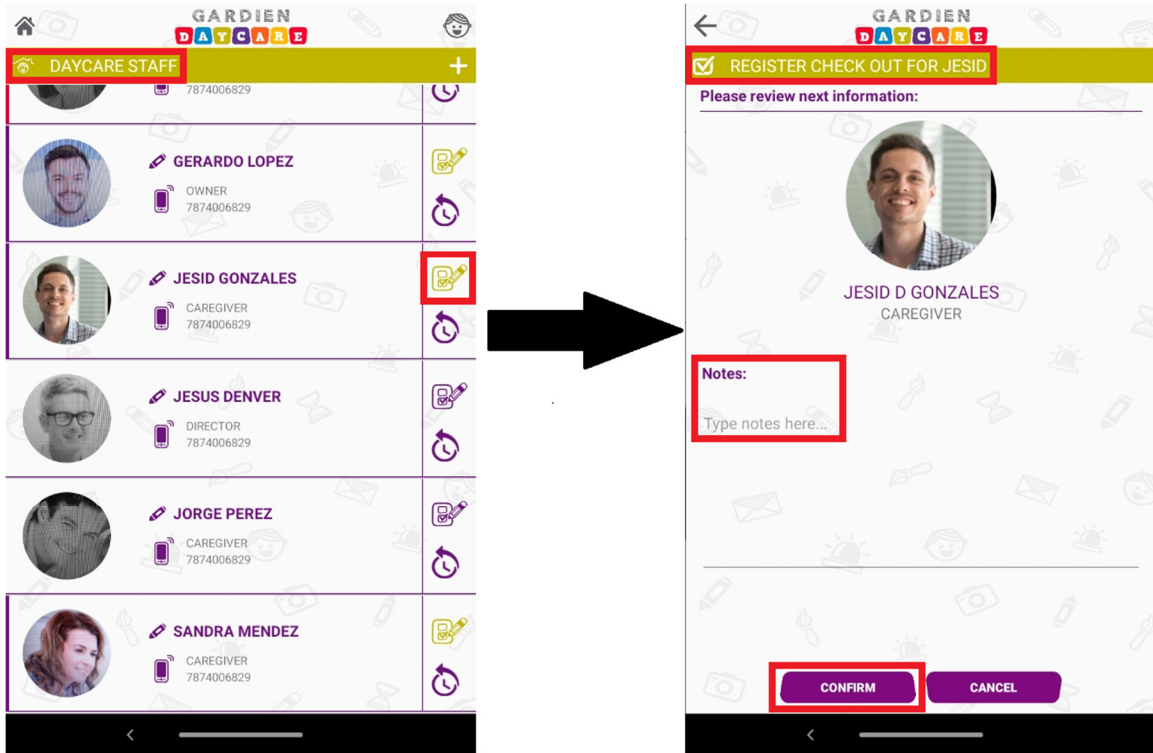 GARDIEN
DAYCARE
DAYCARE STAFF
+
7874006829
GERARDO LOPEZ
OWNER
7874006829
JESID GONZALES
CAREGIVER
7874006829
JESUS DENVER
DIRECTOR
7874006829
JORGE PEREZ
CAREGIVER
7874006829
SANDRA MENDEZ
CAREGIVER
7874006829
GARDIEN
DAYCARE
REGISTER CHECK OUT FOR JESID
Please review next information:
JESID D GONZALES
CAREGIVER
Notes:
Type notes here...
CONFIRM
CANCEL